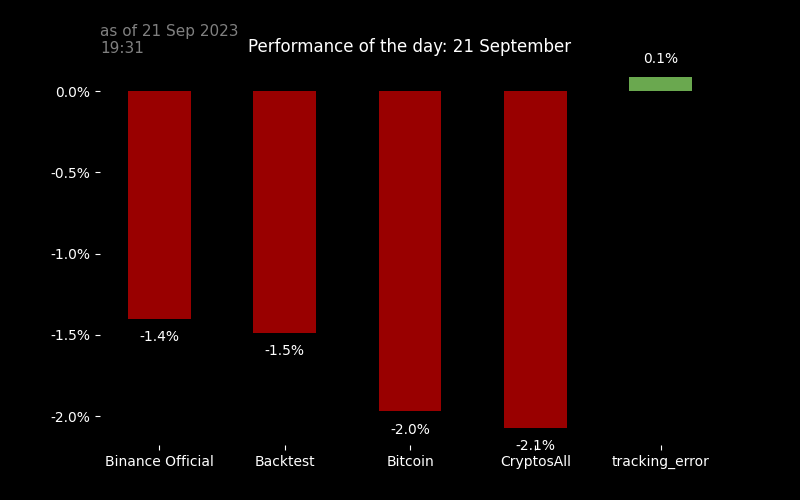 as of 21 Sep 2023
19:31
Performance of the day: 21 September
0.1%
0.0%
-0.5%
-1.0%
-1.5%
-2.0%
-1.4%
-1.5%
-2.0%
-2.1%
Binance Official
Backtest
Bitcoin
CryptosAll
tracking_error